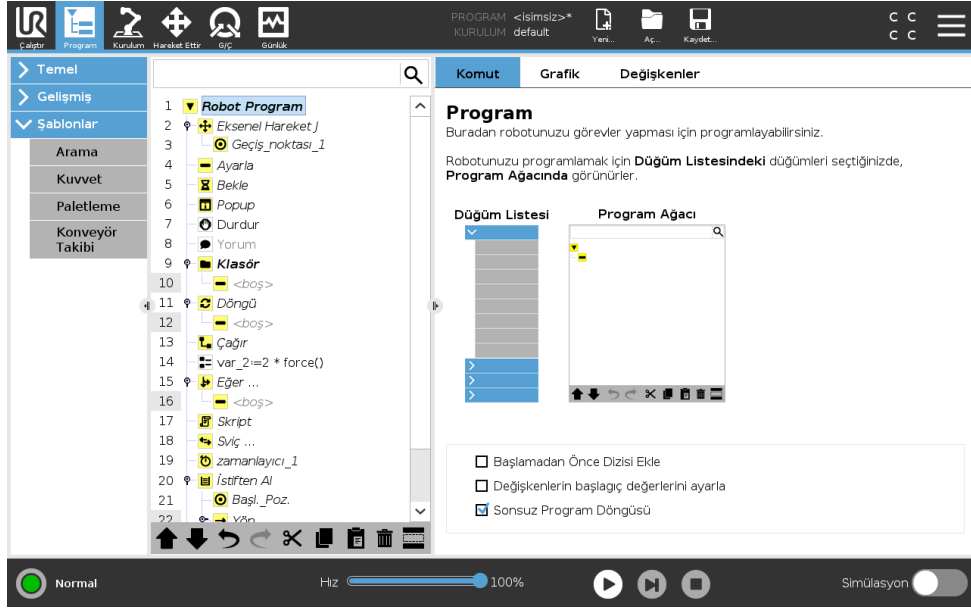 PROGRAM <isimsiz>*
KURULUM default
Çalıştır Program Kurulum Hareket Ettir G/Ç Günlük Yeni... Aç... Kaydet...
C C
C C
Temel
Gelişmiş
Şablonlar
Arama
Kuvvet
Paletleme
Konveyör
Takibi
1 Robot Program
2 Eksenel Hareket J
3 Geçiş_noktası_1
4 Ayarla
5 Bekle
6 Popup
7 Durdur
8 Yorum
9 Klasör
10 <boş>
11 Döngü
12 <boş>
13 Çağır
14 var_2:=2 * force()
15 Eğer ...
16 <boş>
17 Skript
18 Sviç ...
19 zamanlayıcı_1
20 İstiften Al
21 Başl._Poz.
22 Yön
Komut Grafik Değişkenler
Program
Buradan robotunuzu görevler yapması için programlayabilirsiniz.
Robotunuzu programlamak için Düğüm Listesindeki düğümleri seçtiğinizde,
Program Ağacında görünürler.
Düğüm Listesi Program Ağacı
Başlamadan Önce Dizisi Ekle
Değişkenlerin başlagıç değerlerini ayarla
Sonsuz Program Döngüsü
Normal Hız 100% Simülasyon